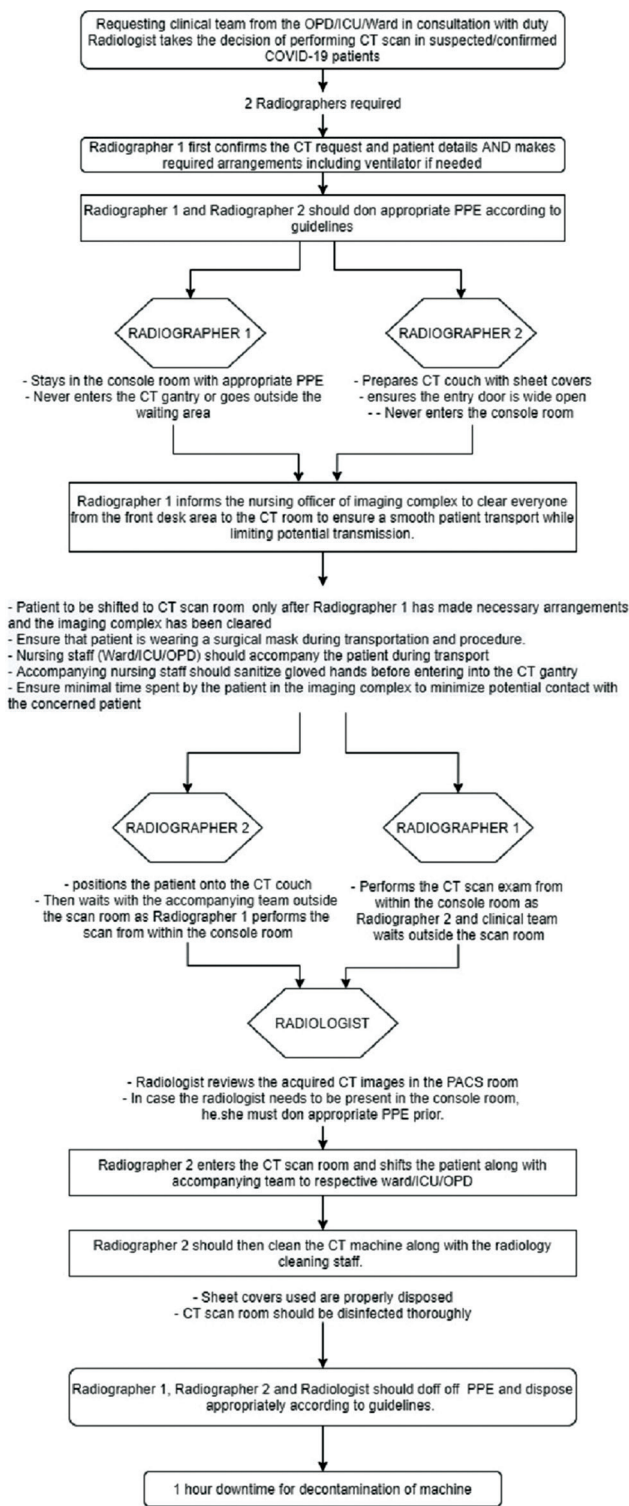 Requesting clinical team from the OPD/ICU/Ward in consultation with duty
Radiologist takes the decision of performing CT scan in suspected/confirmed
COVID-19 patients
2 Radiographers required
Radiographer 1 first confirms the CT request and patient details AND makes
required arrangements including ventilator if needed
Radiographer 1 and Radiographer 2 should don appropriate PPE according to
guidelines
RADIOGRAPHER 1
- Stays in the console room with appropriate PPE
- Never enters the CT gantry or goes outside the
waiting area
RADIOGRAPHER 2
- Prepares CT couch with sheet covers
- ensures the entry door is wide open
- - Never enters the console room
Radiographer 1 informs the nursing officer of imaging complex to clear everyone
from the front desk area to the CT room to ensure a smooth patient transport while
limiting potential transmission.
- Patient to be shifted to CT scan room only after Radiographer 1 has made necessary arrangements
and the imaging complex has been cleared
- Ensure that patient is wearing a surgical mask during transportation and procedure.
- Nursing staff (Ward/ICU/OPD) should accompany the patient during transport
- Accompanying nursing staff should sanitize gloved hands before entering into the CT gantry
- Ensure minimal time spent by the patient in the imaging complex to minimize potential contact with
the concerned patient
RADIOGRAPHER 2
- positions the patient onto the CT couch
- Then waits with the accompanying team outside
the scan room as Radiographer 1 performs the
scan from within the console room
RADIOGRAPHER 1
- Performs the CT scan exam from
within the console room as
Radiographer 2 and clinical team
waits outside the scan room
RADIOLOGIST
- Radiologist reviews the acquired CT images in the PACS room
- In case the radiologist needs to be present in the console room,
he.she must don appropriate PPE prior.
Radiographer 2 enters the CT scan room and shifts the patient along with
accompanying team to respective ward/ICU/OPD
Radiographer 2 should then clean the CT machine along with the radiology
cleaning staff.
- Sheet covers used are properly disposed
- CT scan room should be disinfected thoroughly
Radiographer 1, Radiographer 2 and Radiologist should doff off PPE and dispose
appropriately according to guidelines.
1 hour downtime for decontamination of machine